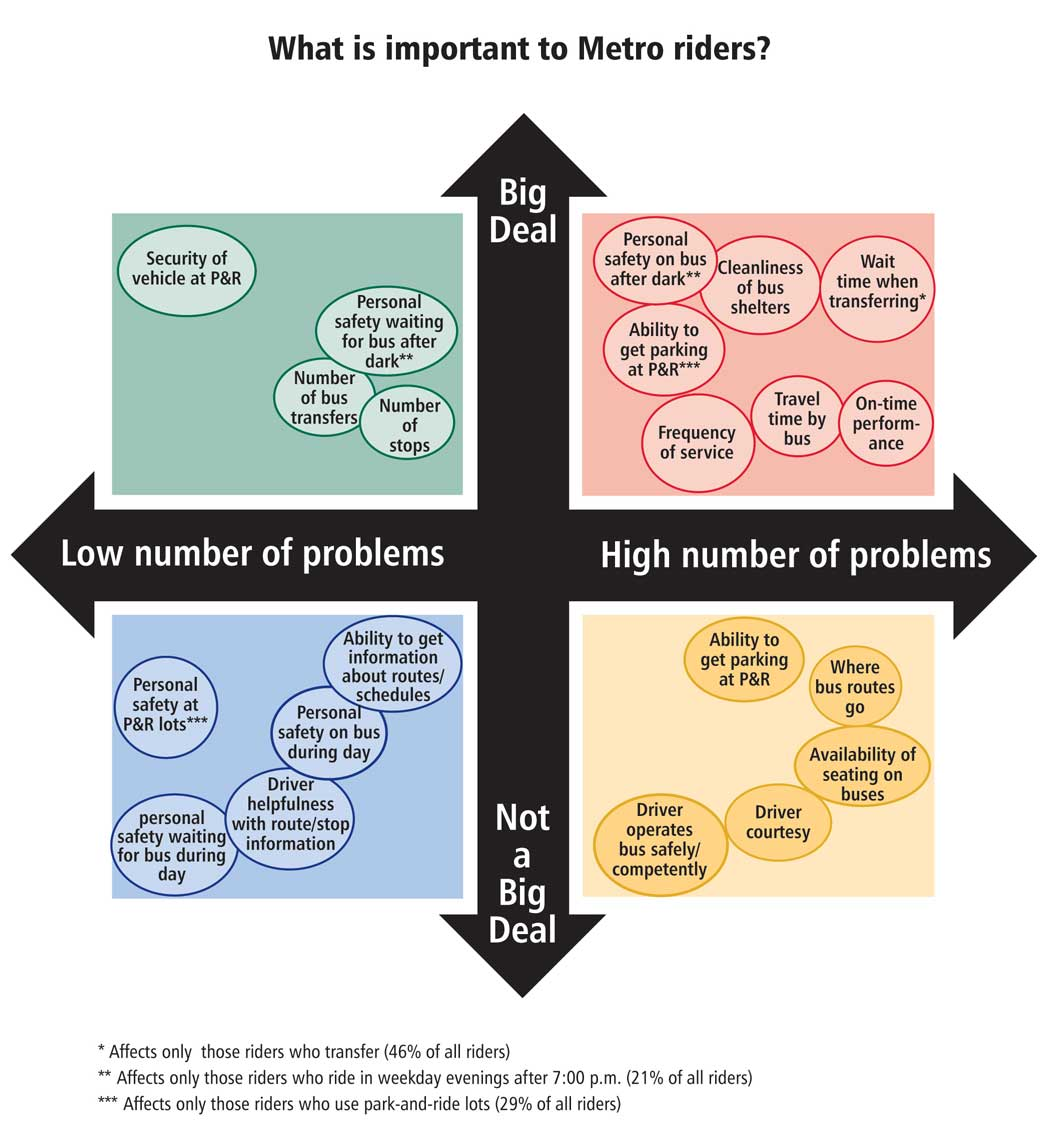 What is important to Metro riders?
Big
Deal
Security of
vehicle at P&R
Personal
safety waiting
for bus after
dark**
Number
of bus
transfers
Number
of
stops
Personal
safety on bus
after dark**
Cleanliness
of bus
shelters
Wait
time when
transferring*
Ability to
get parking
at P&R***
Frequency
of service
Travel
time by
bus
On-time
perform-
ance
Low number of problems
High number of problems
Ability to get
information
about routes/
schedules
Personal
safety at
P&R lots***
Personal
safety on bus
during day
Driver
helpfulness
with route/stop
information
personal
safety waiting
for bus during
day
Ability to
get parking
at P&R
Where
bus routes
go
Availability of
seating on
buses
Driver
courtesy
Driver
operates
bus safely/
competently
Not
a
Big
Deal
* Affects only those riders who transfer (46% of all riders)
** Affects only those riders who ride in weekday evenings after 7:00 p.m. (21% of all riders)
*** Affects only those riders who use park-and-ride lots (29% of all riders)